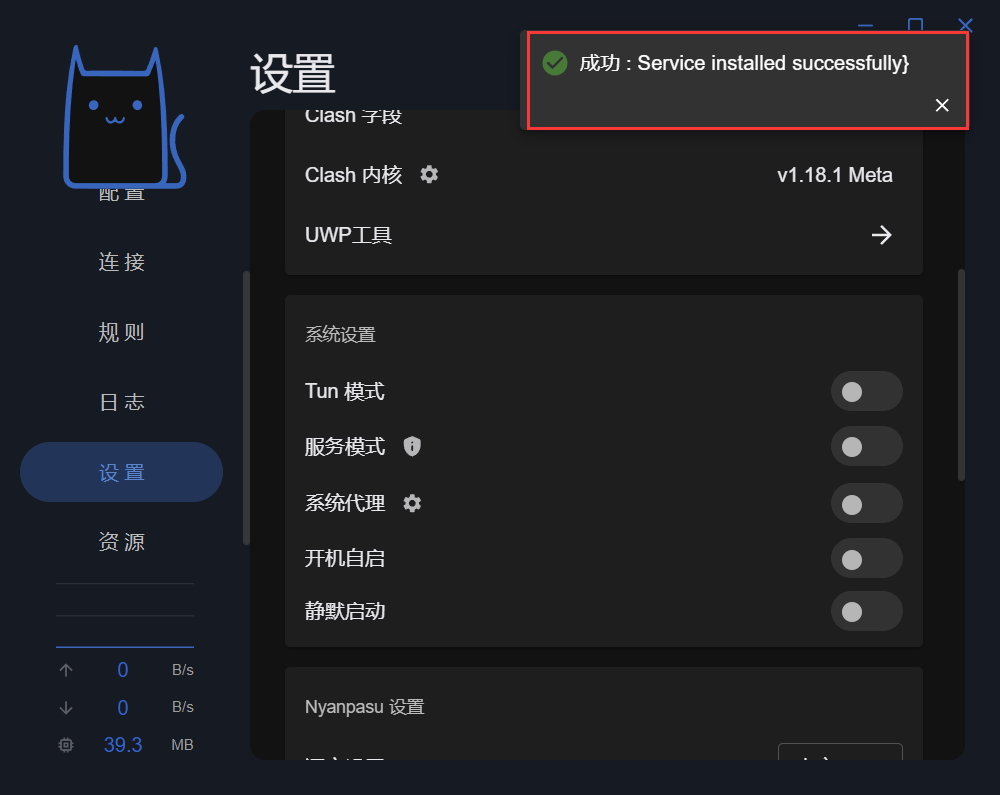 设置
成功 : Service installed successfully}
配置
连接
规则
日志
设置
资源
0 B/s
0 B/s
39.3 MB
Clash 字段
Clash 内核 v1.18.1 Meta
UWP工具
系统设置
Tun 模式
服务模式
系统代理
开机自启
静默启动
Nyanpasu 设置